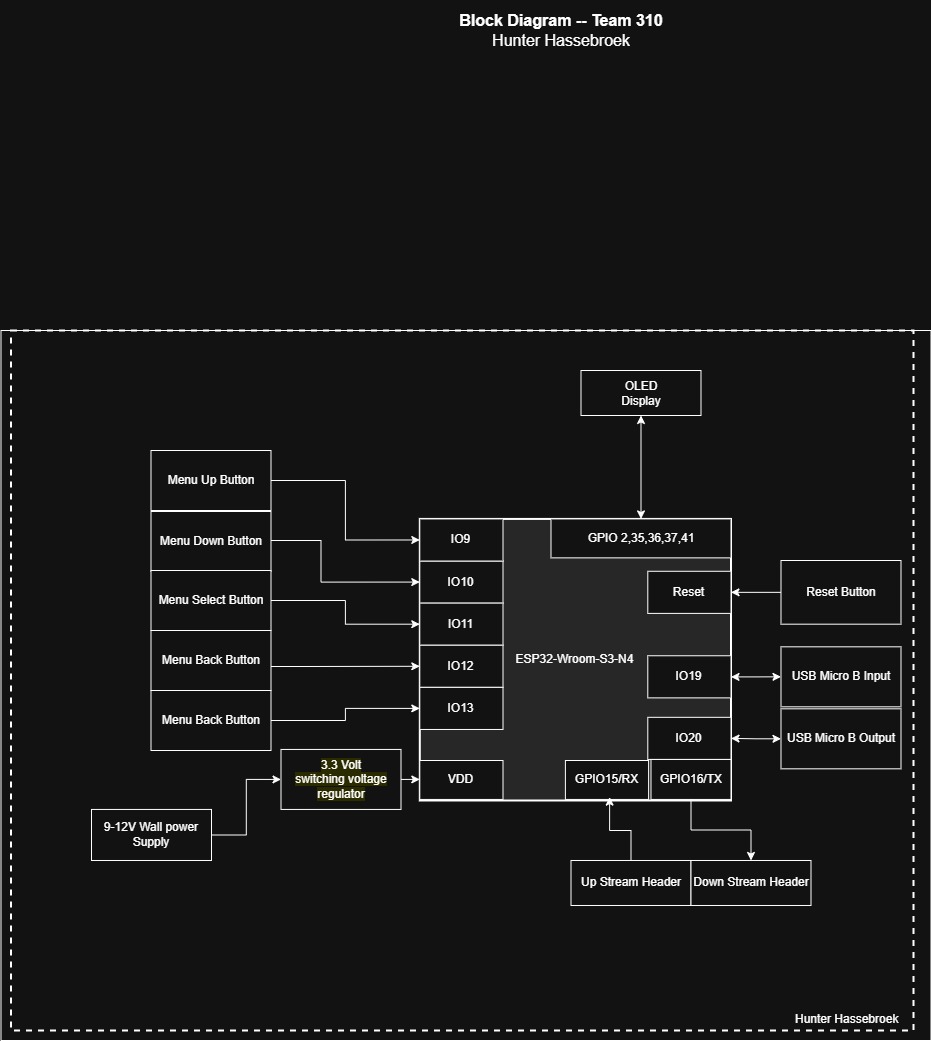 Block Diagram -- Team 310
Hunter Hassebroek
OLED
Display
Menu Up Button
Menu Down Button
Menu Select Button
Menu Back Button
Menu Back Button
IO9
IO10
IO11
IO12
IO13
VDD
GPIO 2,35,36,37,41
Reset
ESP32-Wroom-S3-N4
IO19
IO20
GPIO15/RX
GPIO16/TX
Reset Button
USB Micro B Input
USB Micro B Output
3.3 Volt
switching voltage
regulator
9-12V Wall power
Supply
Up Stream Header
Down Stream Header
Hunter Hassebroek